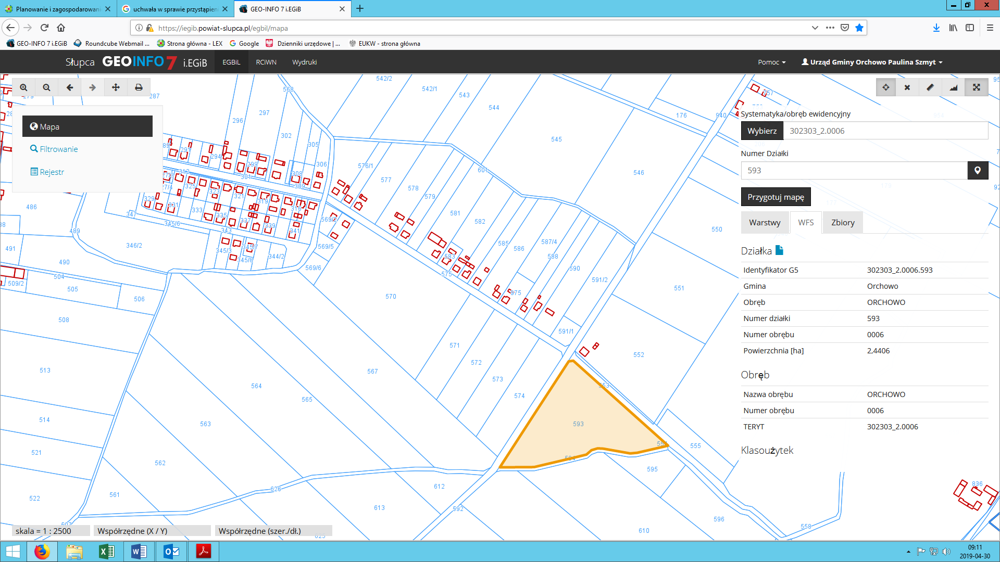 Planowanie i zagospodarowani
uchwała w sprawie przystąpieni
GEO-INFO 7 i.EGiB
https://iegib.powiat-slupca.pl/egbil/mapa
GEO-INFO 7 i.EGiB
Roundcube Webmail ...
Strona główna - LEX
Google
Dzienniki urzędowe | ...
EUKW - strona główna
Słupca GEOINFO 7 i.EGiB
EGBiL
RCiWN
Wydruki
Pomoc
Urząd Gminy Orchowo Paulina Szmyt
Mapa
Filtrowanie
Rejestr
Systematyka/obręb ewidencyjny
Wybierz
302303_2.0006
Numer Działki
593
Przygotuj mapę
Warstwy
WFS
Zbiory
Działka
Identyfikator G5 302303_2.0006.593
Gmina Orchowo
Obręb ORCHOWO
Numer działki 593
Numer obrębu 0006
Powierzchnia [ha] 2,4406
Obręb
Nazwa obrębu ORCHOWO
Numer obrębu 0006
TERYT 302303_2.0006
Klasoużytek
542/2
542/1
543
544
568
287
297
296
302
305
306
176
940
757
545
546
550
551
552
291
294
299
301
308
309
312
325
323
321
319
316
329
331
333
335
337
339
341
343
347
345/6
346/2
345/3
345/7
345/8
344/2
486
489
491
490
504
509/2
505
506
508
513
514
521
522
569/2
569/5
569/6
570
576/1
577
578
579
581
582
583
575
585
586
587/4
588
590
591/2
591/1
975
571
572
573
574
567
564
565
563
562
561
626
612
613
592
593
553
555
595
596
610
558
836
skala = 1 : 2500
Współrzędne (X / Y)
Współrzędne (szer./dł.)
09:11
2019-04-30